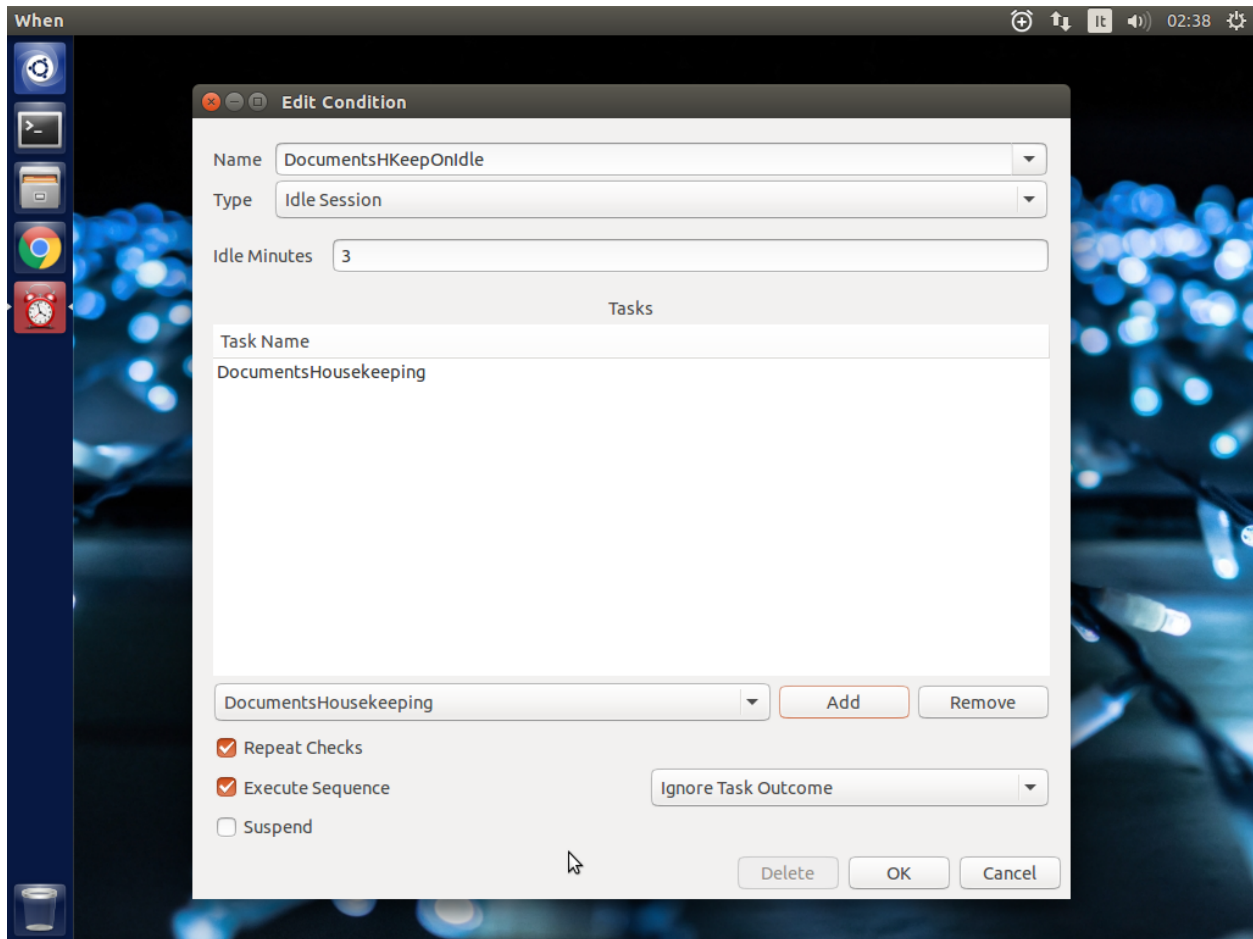 When
It
02:38
Edit Condition
Name DocumentsHKeepOnIdle
Type Idle Session
Idle Minutes 3
Tasks
Task Name
DocumentsHousekeeping
DocumentsHousekeeping Add Remove
Repeat Checks
Execute Sequence Ignore Task Outcome
Suspend
Delete OK Cancel